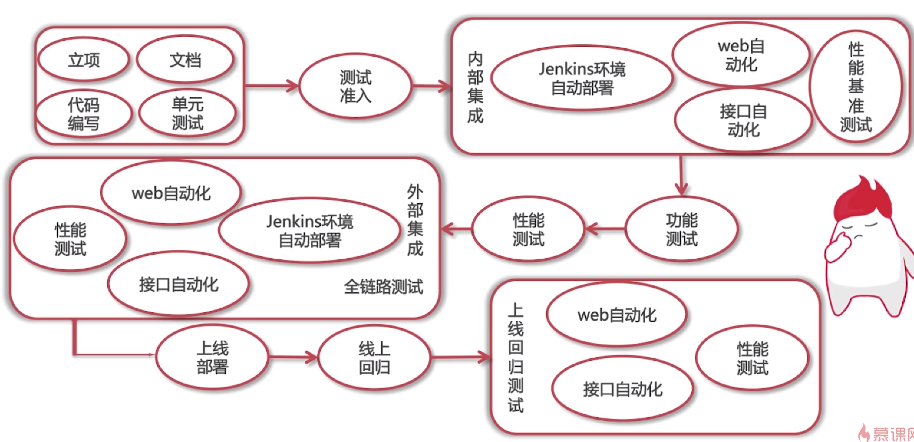 立项
文档
代码
编写
单元
测试
测试
准入
内部集成
Jenkins环境
自动部署
web自
动化
接口自
动化
性能基准测试
功能
测试
性能
测试
外部集成
Jenkins环境
自动部署
web自动化
性能
测试
接口自动化
全链路测试
上线
部署
线上
回归
上线回归测试
web自动化
接口自动化
性能
测试
慕课网